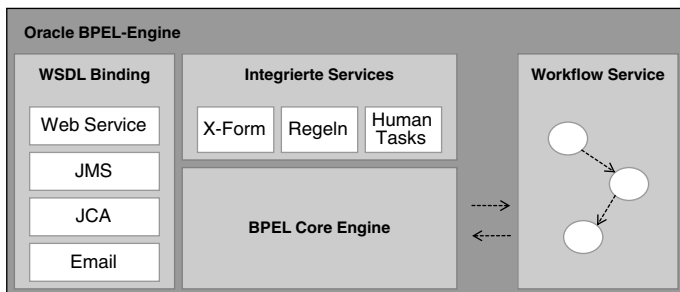 Oracle BPEL-Engine
WSDL Binding
Web Service
JMS
JCA
Email
Integrierte Services
X-Form
Regeln
Human
Tasks
BPEL Core Engine
Workflow Service